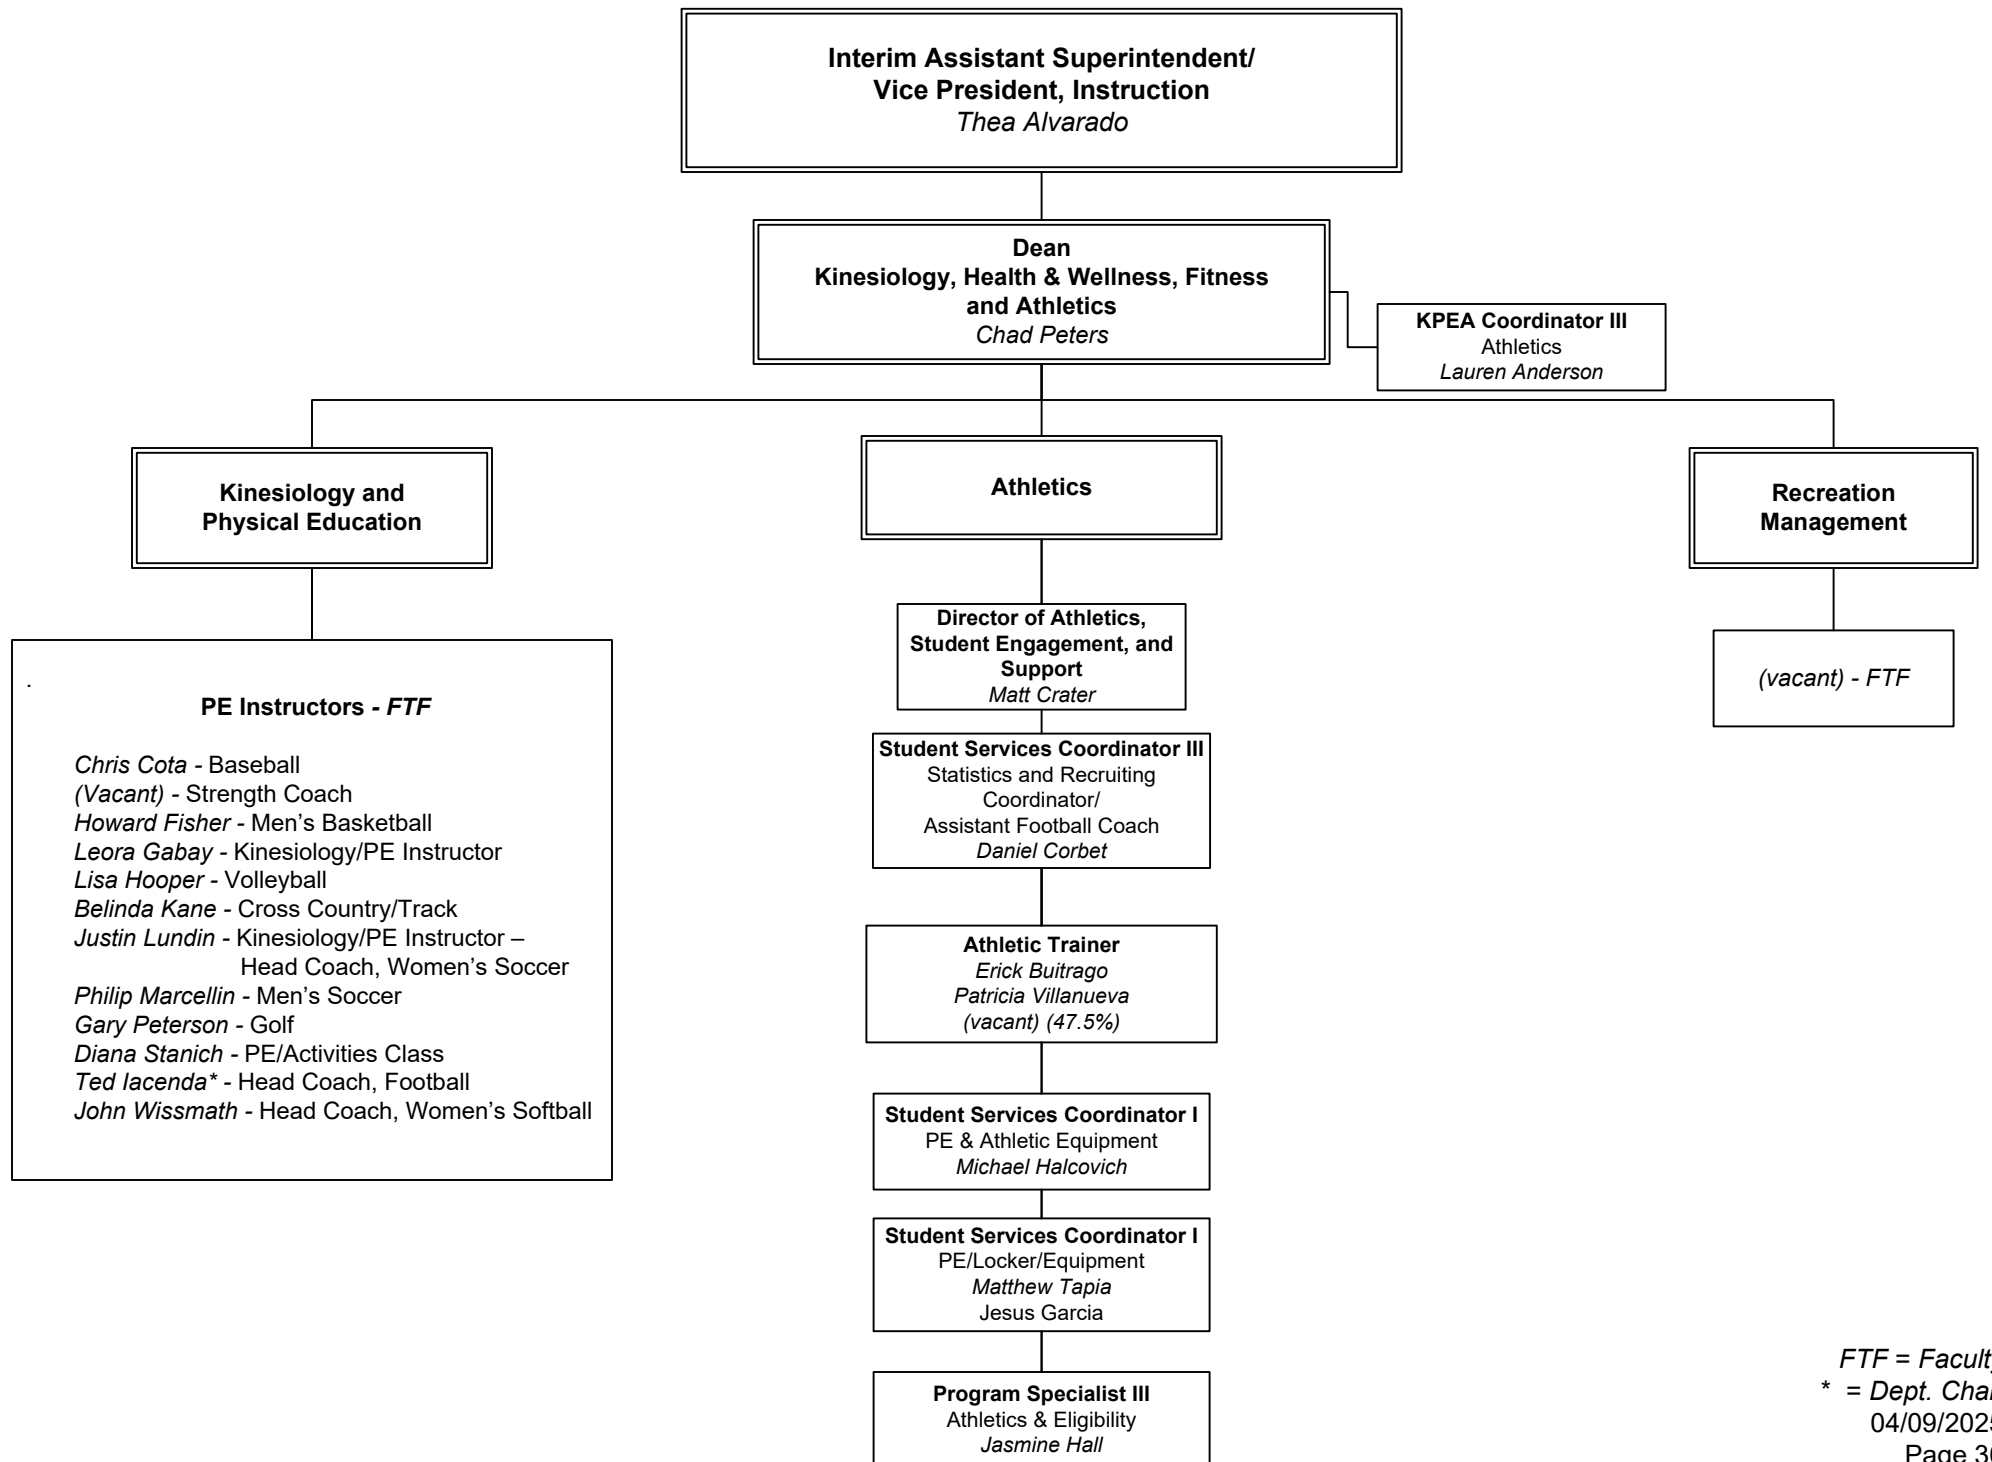 Interim Assistant Superintendent/
Vice President, Instruction
Thea Alvarado
Dean
Kinesiology, Health & Wellness, Fitness
and Athletics
Chad Peters
KPEA Coordinator III
Athletics
Lauren Anderson
Kinesiology and
Physical Education
Athletics
Recreation
Management
.
PE Instructors - FTF
Chris Cota - Baseball
(Vacant) - Strength Coach
Howard Fisher - Men’s Basketball
Leora Gabay - Kinesiology/PE Instructor
Lisa Hooper - Volleyball
Belinda Kane - Cross Country/Track
Justin Lundin - Kinesiology/PE Instructor –
Head Coach, Women’s Soccer
Philip Marcellin - Men’s Soccer
Gary Peterson - Golf
Diana Stanich - PE/Activities Class
Ted Iacenda* - Head Coach, Football
John Wissmath - Head Coach, Women’s Softball
Director of Athletics,
Student Engagement, and
Support
Matt Crater
Student Services Coordinator III
Statistics and Recruiting
Coordinator/
Assistant Football Coach
Daniel Corbet
Athletic Trainer
Erick Buitrago
Patricia Villanueva
(vacant) (47.5%)
Student Services Coordinator I
PE & Athletic Equipment
Michael Halcovich
Student Services Coordinator I
PE/Locker/Equipment
Matthew Tapia
Jesus Garcia
Program Specialist III
Athletics & Eligibility
Jasmine Hall
(vacant) - FTF
FTF = Faculty
* = Dept. Chair
04/09/2025
Page